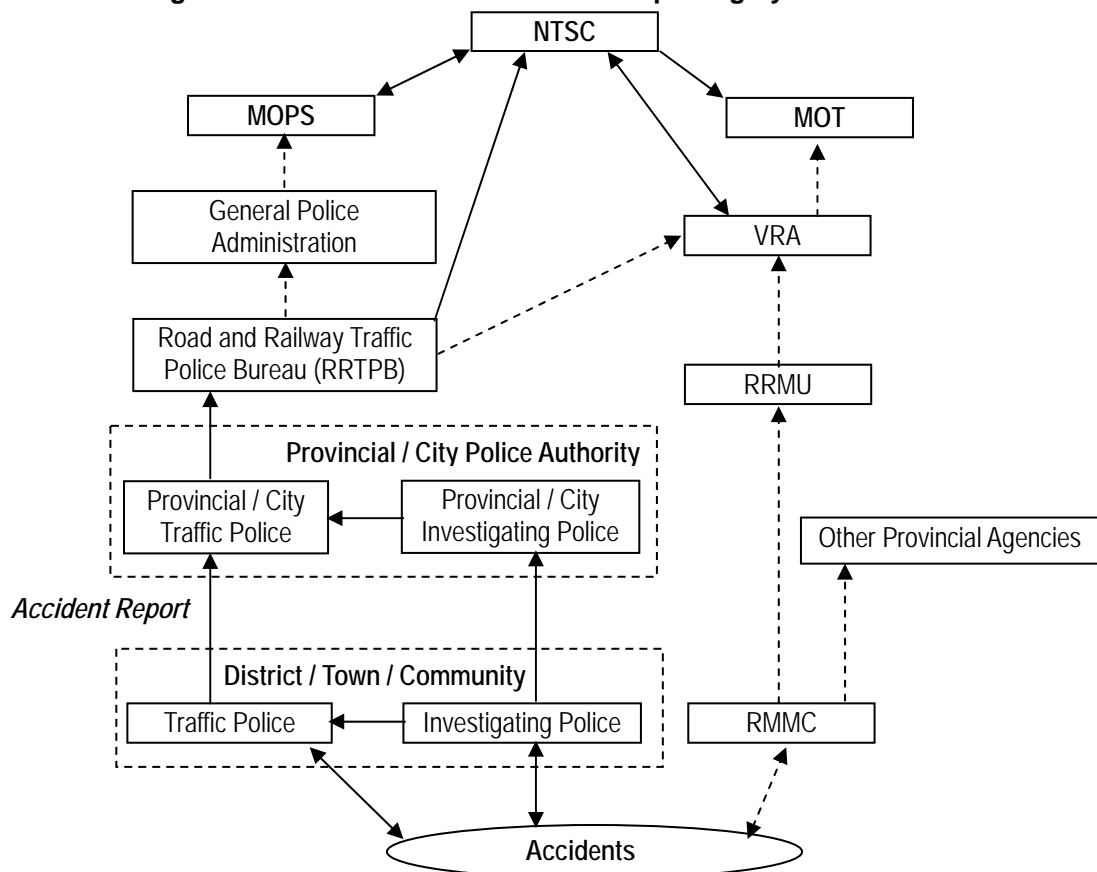 NTSC
MOPS
MOT
General Police
Administration
VRA
Road and Railway Traffic
Police Bureau (RRTPB)
RRMU
Provincial / City Police Authority
Provincial / City
Traffic Police
Provincial / City
Investigating Police
Other Provincial Agencies
Accident Report
District / Town / Community
Traffic Police
Investigating Police
RMMC
Accidents